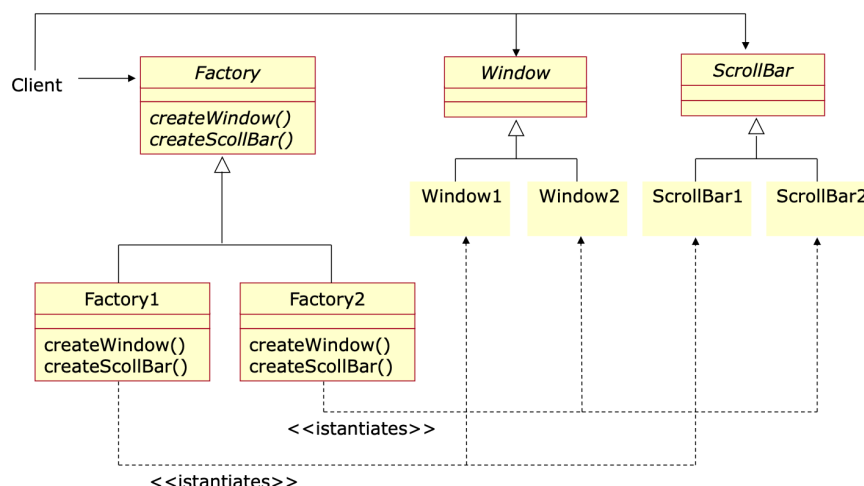 Client
Factory
createWindow()
createScollBar()
Window
ScrollBar
Window1
Window2
ScrollBar1
ScrollBar2
Factory1
createWindow()
createScollBar()
Factory2
createWindow()
createScollBar()
<<istantiates>>
<<istantiates>>